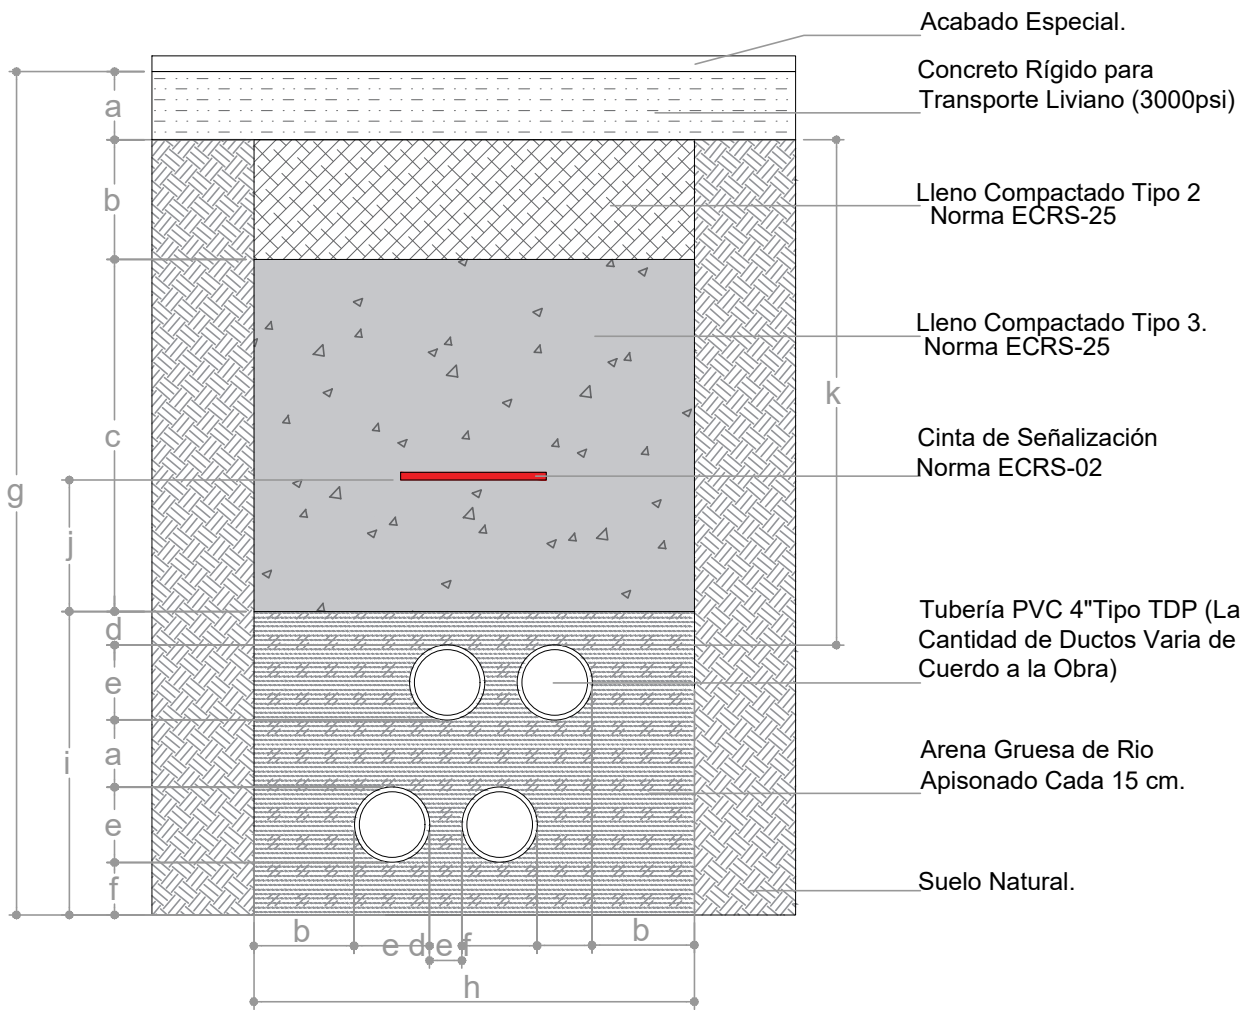 Acabado Especial.
Concreto Rígido para
Transporte Liviano (3000psi)
a
b
Lleno Compactado Tipo 2
Norma ECRS-25
Lleno Compactado Tipo 3.
Norma ECRS-25
k
c
Cinta de Señalización
Norma ECRS-02
g
j
Tubería PVC 4"Tipo TDP (La
Cantidad de Ductos Varia de
Cuerdo a la Obra)
d
e
Arena Gruesa de Rio
Apisonado Cada 15 cm.
i
a
e
Suelo Natural.
f
b e d e f b
h